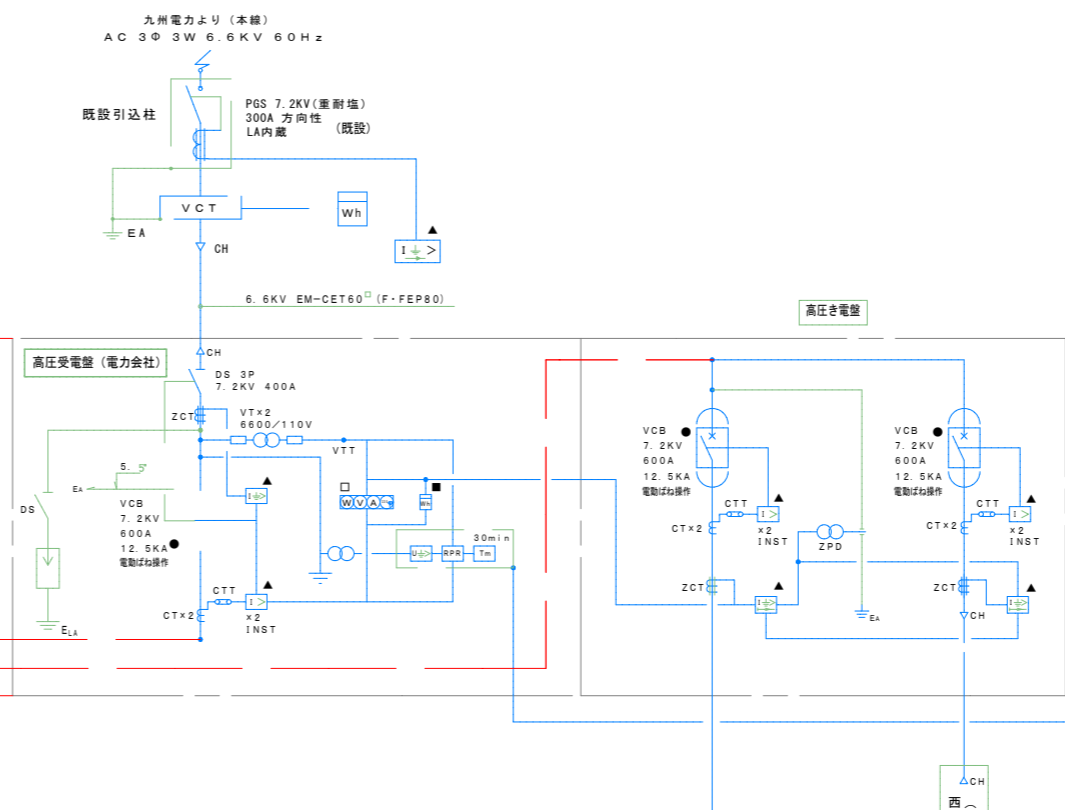 九州電力より（本線）
AC 3Φ 3W 6.6KV 60Hz
既設引込柱
PGS 7.2KV(重耐塩)
300A 方向性
LA内蔵
(既設)
VCT
Wh
EA
CH
I >
6.6KV EM-CET60□ (F・FEP80)
高圧き電盤
高圧受電盤（電力会社）
CH
DS 3P
7.2KV 400A
ZCT
VT×2
6600/110V
VTT
5.
EA
DS
VCB
7.2KV
600A
12.5KA
電動ばね操作
I>
W V A
Wh
30min
U RPR Tm
CTT
CT×2
I>
×2
INST
ELA
VCB
7.2KV
600A
12.5KA
電動ばね操作
CTT
CT×2
I>
×2
INST
ZPD
ZCT
I>
EA
VCB
7.2KV
600A
12.5KA
電動ばね操作
CTT
CT×2
I>
×2
INST
ZCT
I>
CH
CH
西